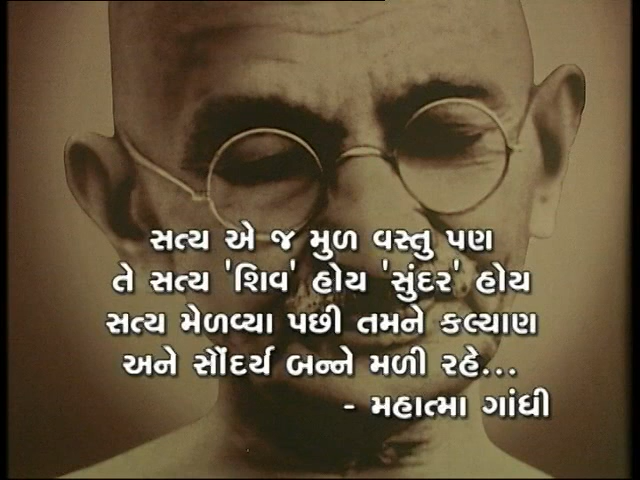 સત્ય એ જ મુળ વસ્તુ પણ
તે સત્ય 'શિવ' હોય 'સુંદર' હોય
સત્ય મેળવ્યા પછી તમને કલ્યાણ
અને સૌંદર્ય બન્ને મળી રહે...
- મહાત્મા ગાંધી